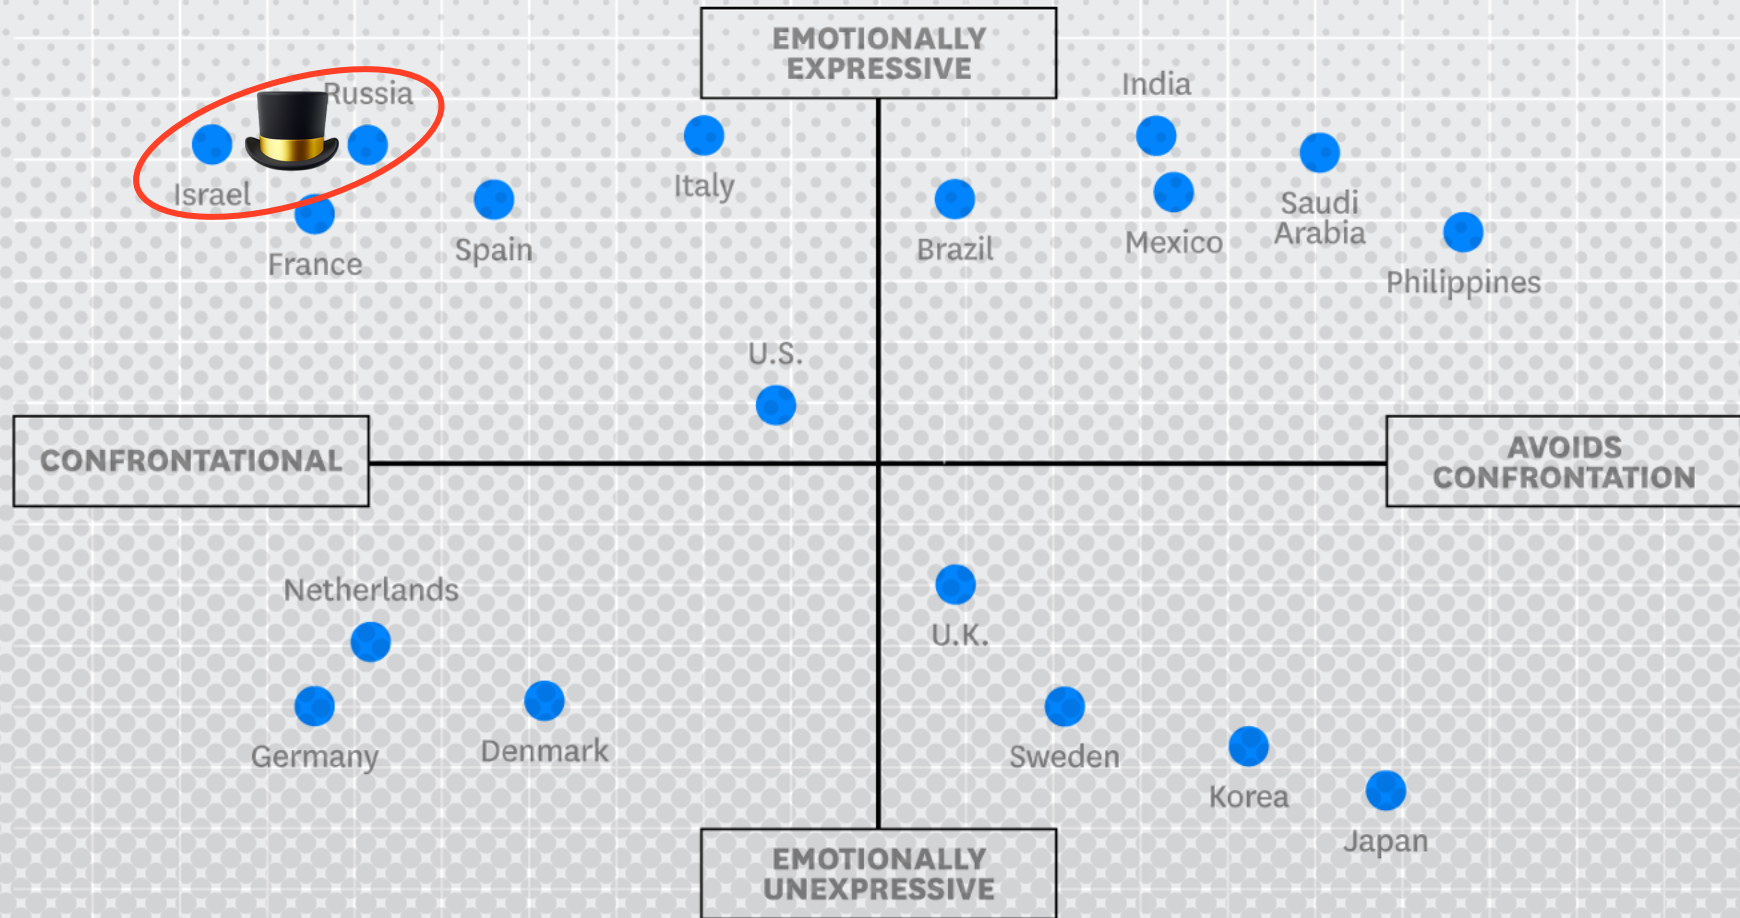 EMOTIONALLY
EXPRESSIVE
Russia
India
Israel
Italy
Saudi
Arabia
France
Spain
Brazil
Mexico
Philippines
U.S.
CONFRONTATIONAL
AVOIDS
CONFRONTATION
Netherlands
U.K.
Germany
Denmark
Sweden
Korea
Japan
EMOTIONALLY
UNEXPRESSIVE